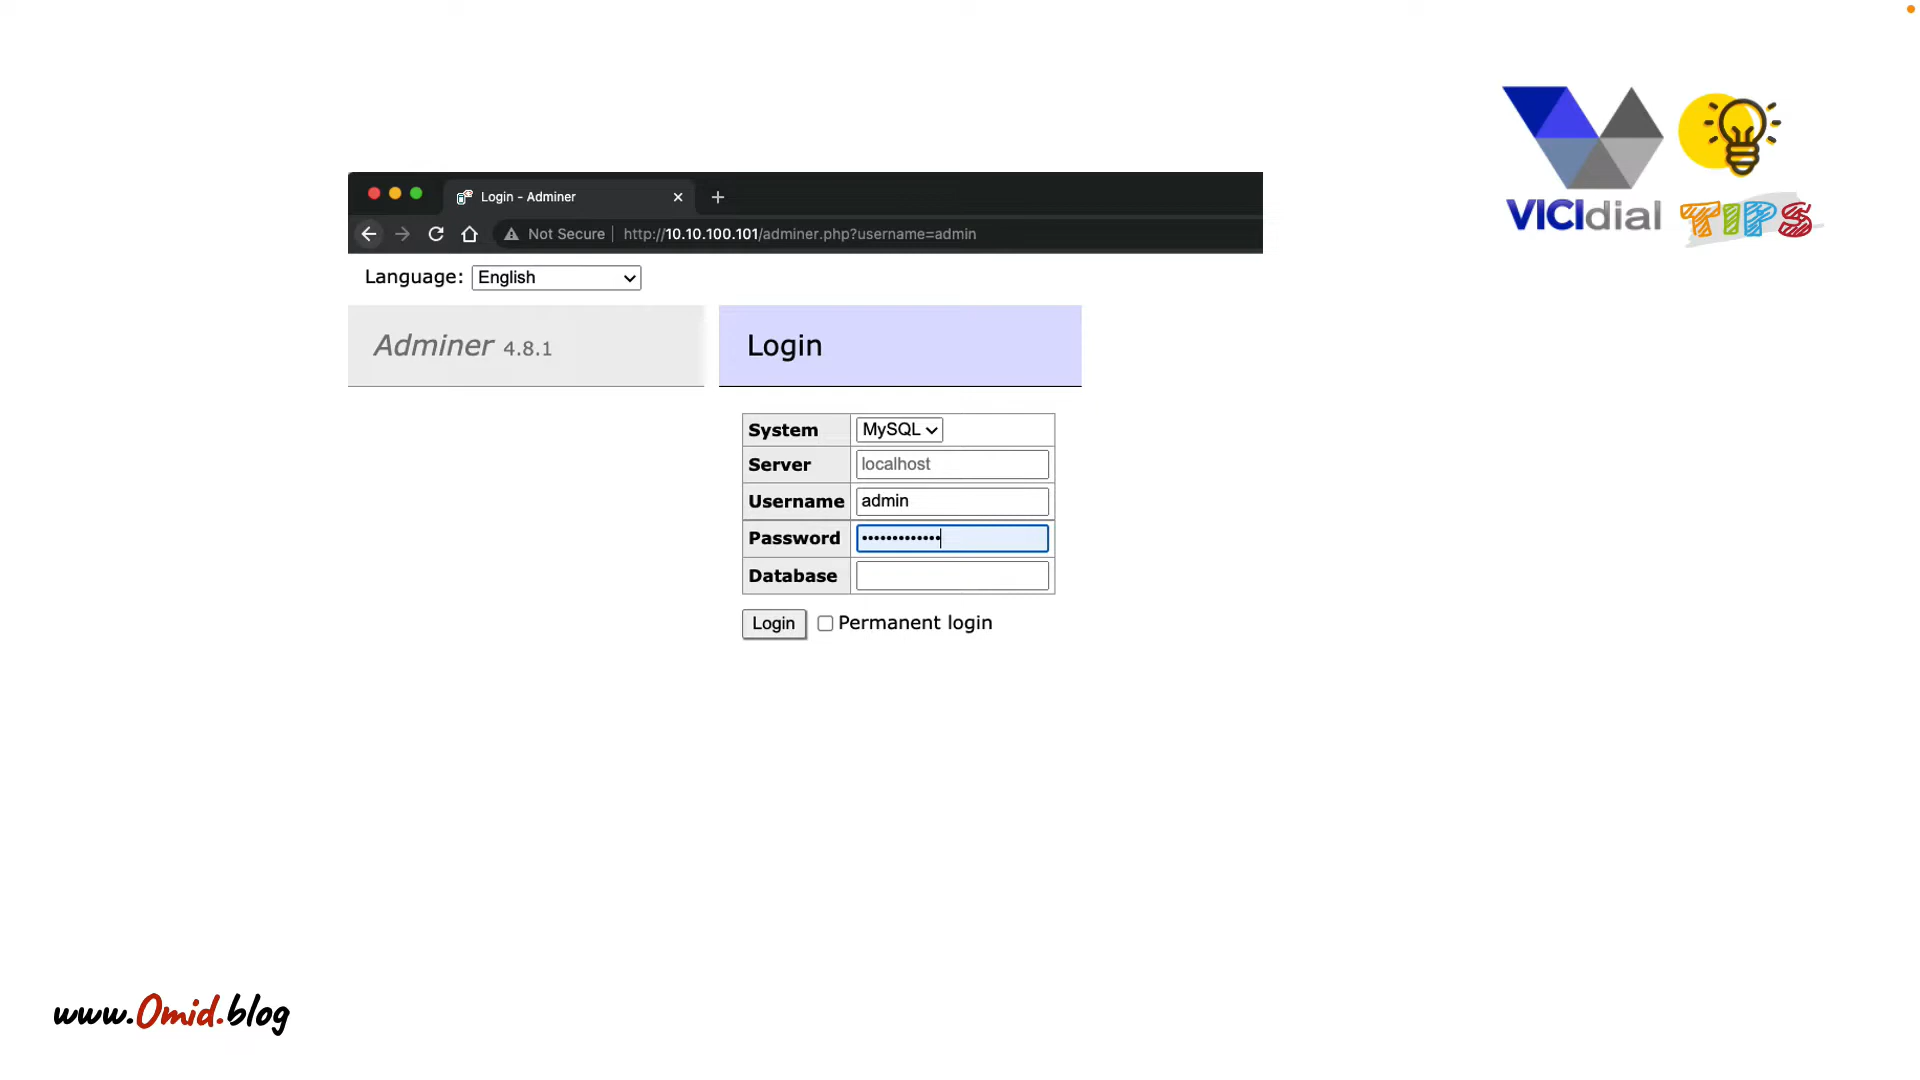 VICIdial TIPS
Login - Adminer
Not Secure http://10.10.100.101/adminer.php?username=admin
Language: English
Adminer 4.8.1
Login
System MySQL
Server localhost
Username admin
Password •••••••••••••
Database
Login Permanent login
www.Omid.blog